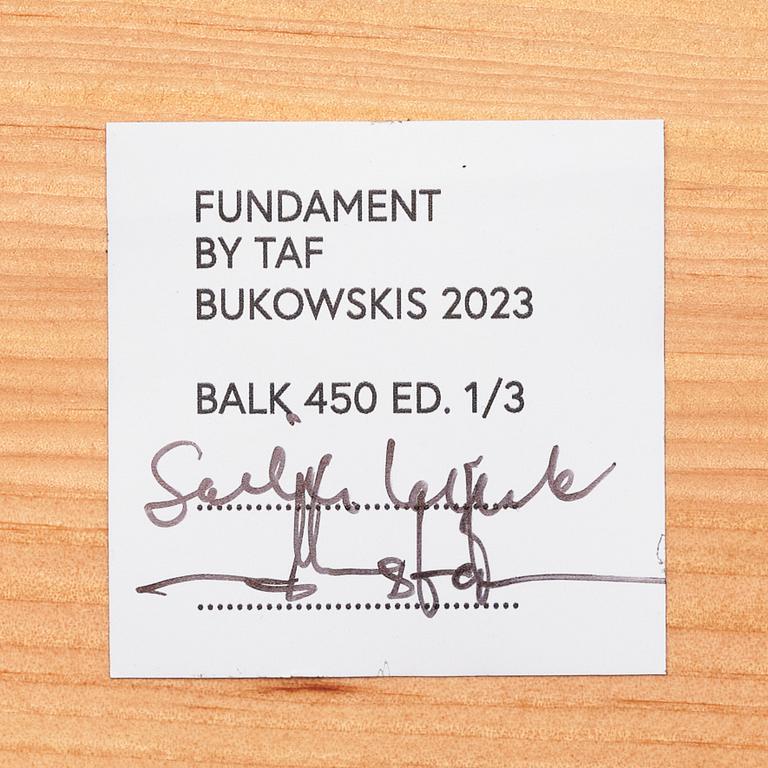 FUNDAMENT
BY TAF
BUKOWSKIS 2023
BALK 450 ED. 1/3